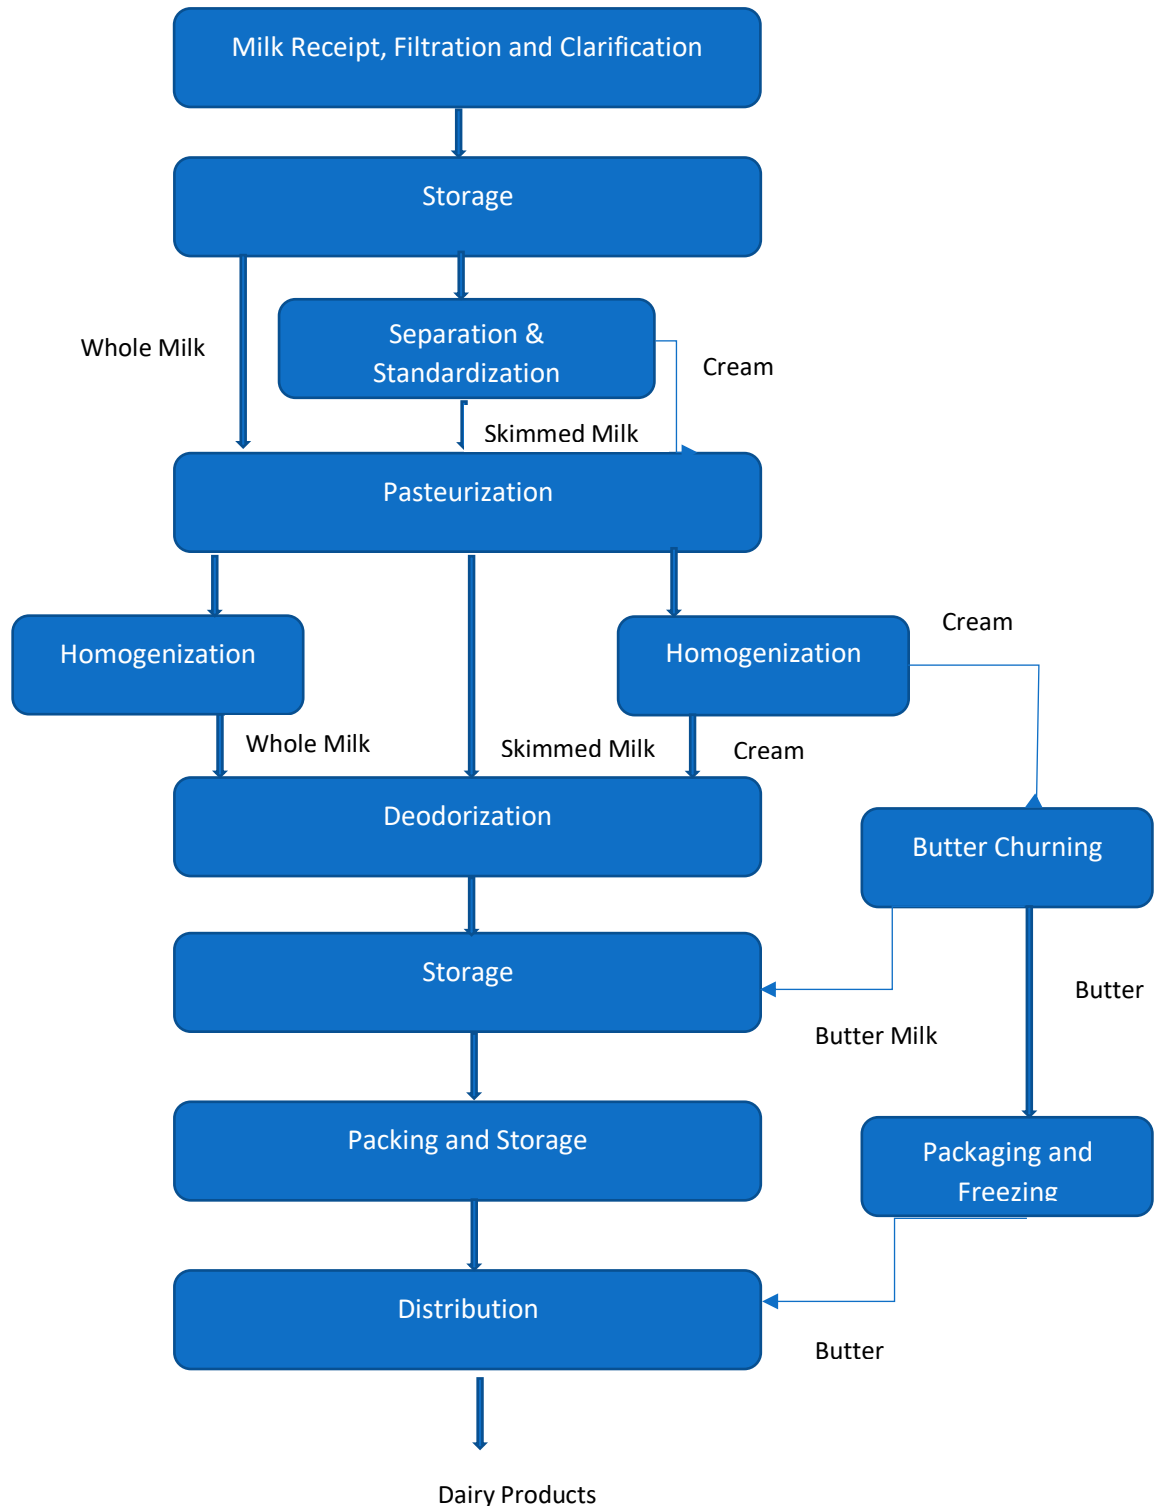 Milk Receipt, Filtration and Clarification
Storage
Whole Milk
Separation &
Standardization
Cream
Skimmed Milk
Pasteurization
Homogenization
Homogenization
Cream
Whole Milk
Skimmed Milk
Cream
Deodorization
Butter Churning
Storage
Butter
Butter Milk
Packing and Storage
Packaging and
Freezing
Distribution
Butter
Dairy Products